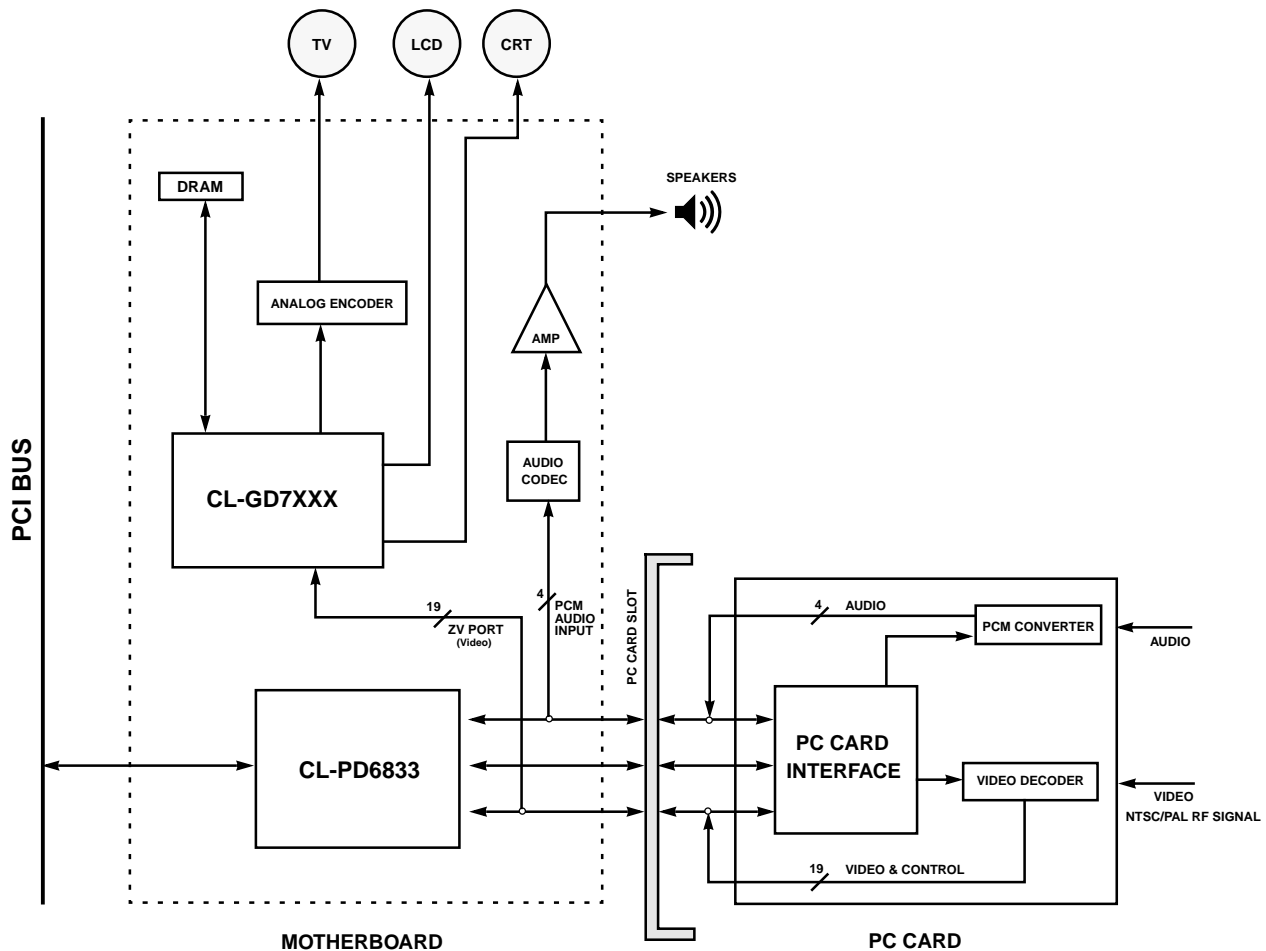 TV
LCD
CRT
DRAM
SPEAKERS
ANALOG ENCODER
AMP
PCI BUS
CL-GD7XXX
AUDIO
CODEC
4
PCM
AUDIO
INPUT
19
ZV PORT
(Video)
PC CARD SLOT
4
AUDIO
PCM CONVERTER
AUDIO
CL-PD6833
PC CARD
INTERFACE
VIDEO DECODER
VIDEO
NTSC/PAL RF SIGNAL
19
VIDEO & CONTROL
MOTHERBOARD
PC CARD